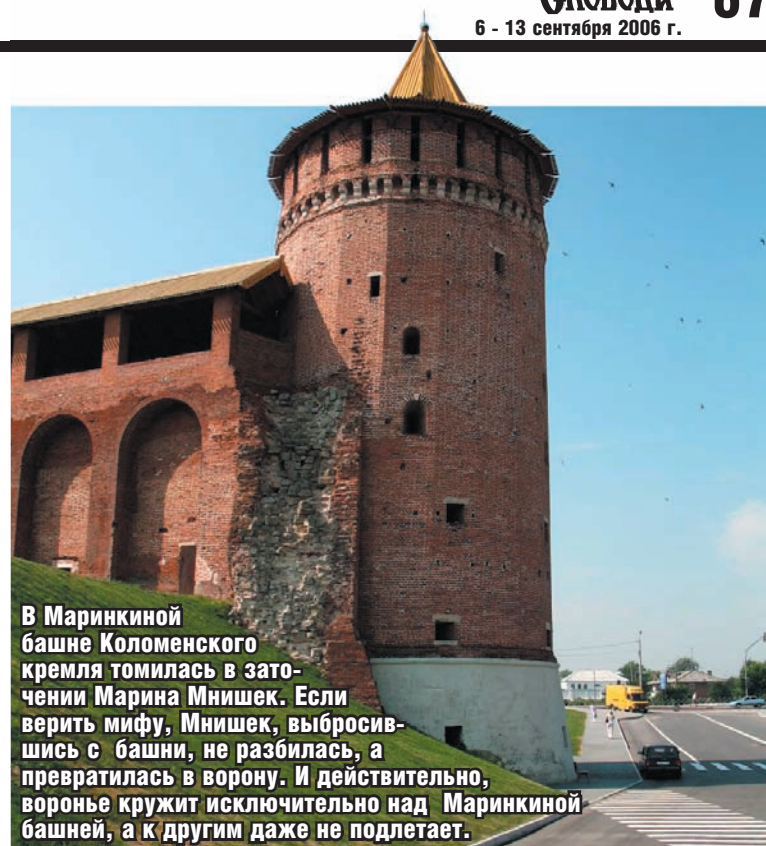 6 - 13 сентября 2006 г.
В Маринкиной
башне Коломенского
кремля томилась в зато-
чении Марина Мнишек. Если
верить мифу, Мнишек, выбросив-
шись с башни, не разбилась, а
превратилась в ворону. И действительно,
воронье кружит исключительно над Маринкиной
башней, а к другим даже не подлетает.